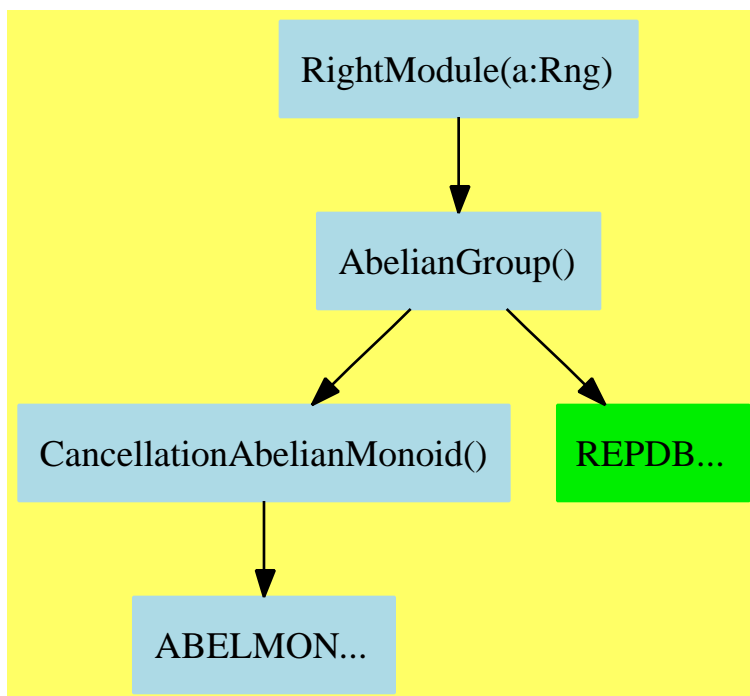 RightModule(a:Rng)
AbelianGroup()
CancellationAbelianMonoid()
REPDB...
ABELMON...